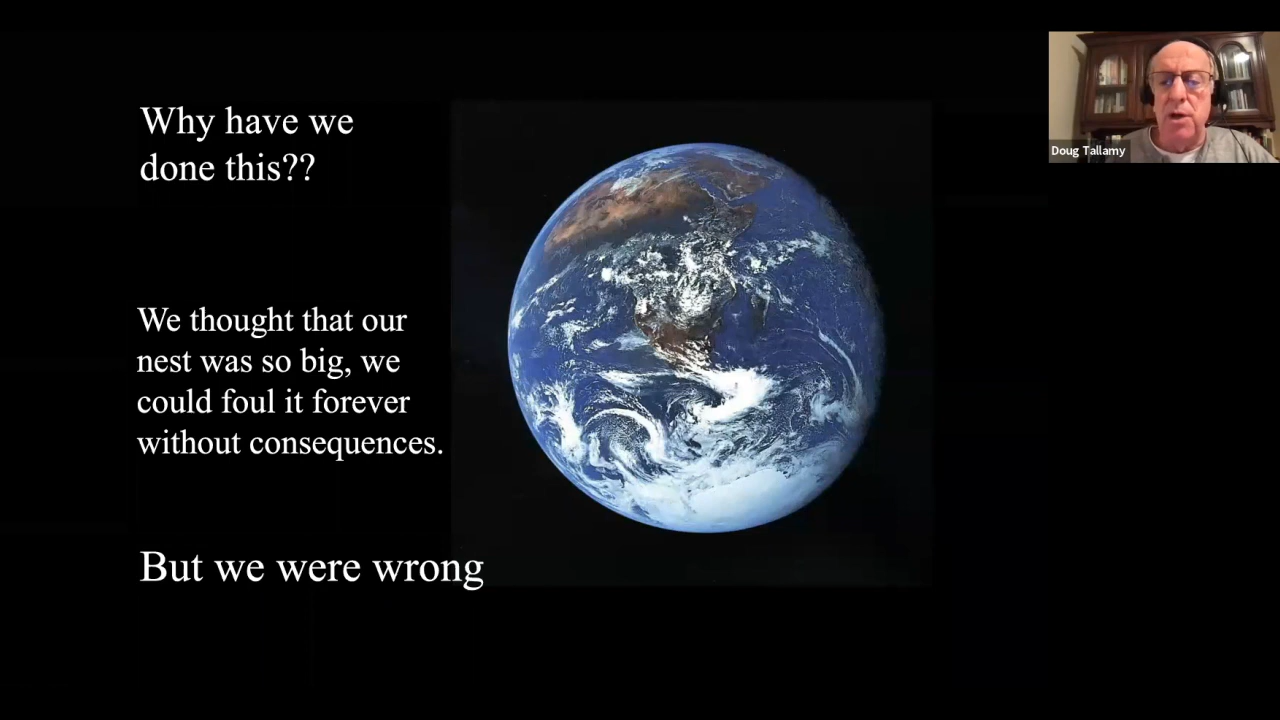 Why have we
done this??
We thought that our
nest was so big, we
could foul it forever
without consequences.
But we were wrong
Doug Tallamy